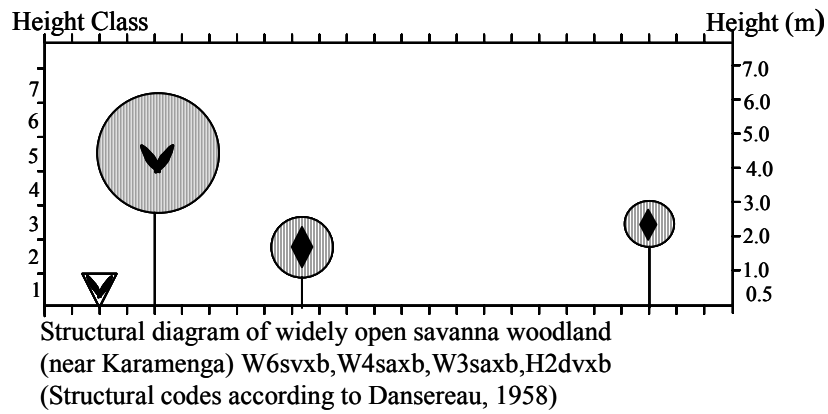 Height Class Height (m)
7 7.0
6 6.0
5 5.0
4 4.0
3 3.0
2 2.0
1 1.0
0.5
Structural diagram of widely open savanna woodland
(near Karamenga) W6svxb,W4saxb,W3saxb,H2dvxb
(Structural codes according to Dansereau, 1958)